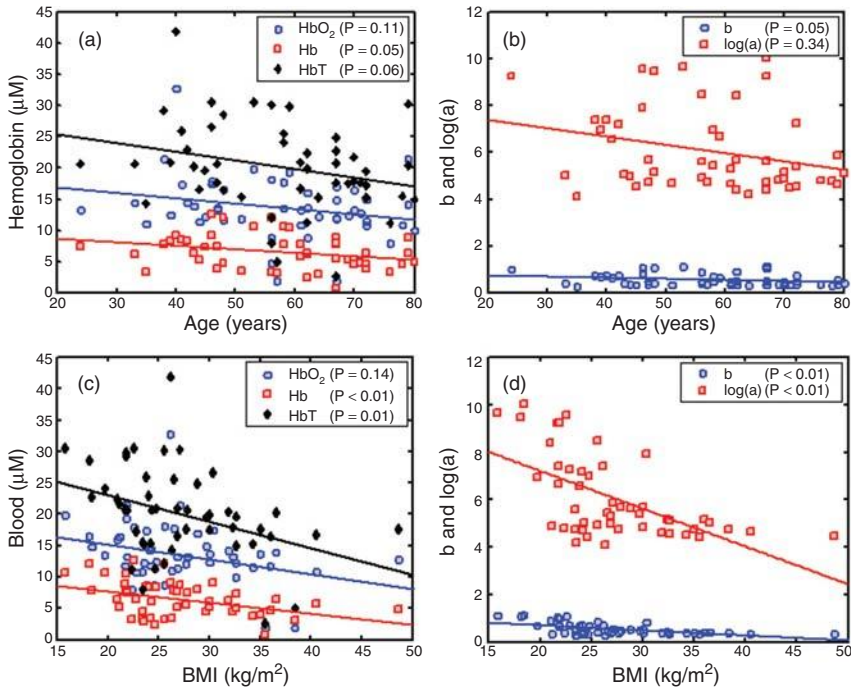 (a)
HbO₂ (P = 0.11)
Hb (P = 0.05)
HbT (P = 0.06)
45
40
35
30
25
20
15
10
5
0
Hemoglobin (µM)
20 30 40 50 60 70 80
Age (years)
(b)
b (P = 0.05)
log(a) (P = 0.34)
12
10
8
6
4
2
0
b and log(a)
20 30 40 50 60 70 80
Age (years)
(c)
HbO₂ (P = 0.14)
Hb (P < 0.01)
HbT (P = 0.01)
45
40
35
30
25
20
15
10
5
0
Blood (µM)
15 20 25 30 35 40 45 50
BMI (kg/m²)
(d)
b (P < 0.01)
log(a) (P < 0.01)
12
10
8
6
4
2
0
b and log(a)
15 20 25 30 35 40 45 50
BMI (kg/m²)